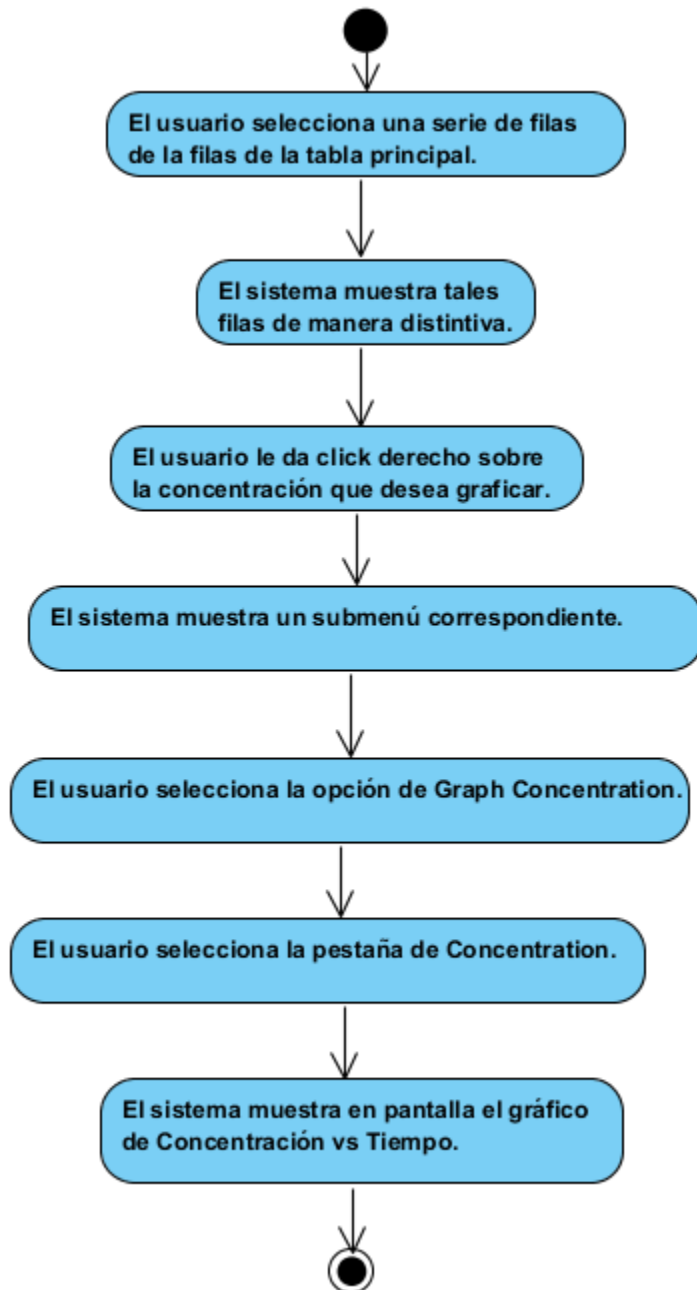 El usuario selecciona una serie de filas
de la filas de la tabla principal.
El sistema muestra tales
filas de manera distintiva.
El usuario le da click derecho sobre
la concentración que desea graficar.
El sistema muestra un submenú correspondiente.
El usuario selecciona la opción de Graph Concentration.
El usuario selecciona la pestaña de Concentration.
El sistema muestra en pantalla el gráfico
de Concentración vs Tiempo.